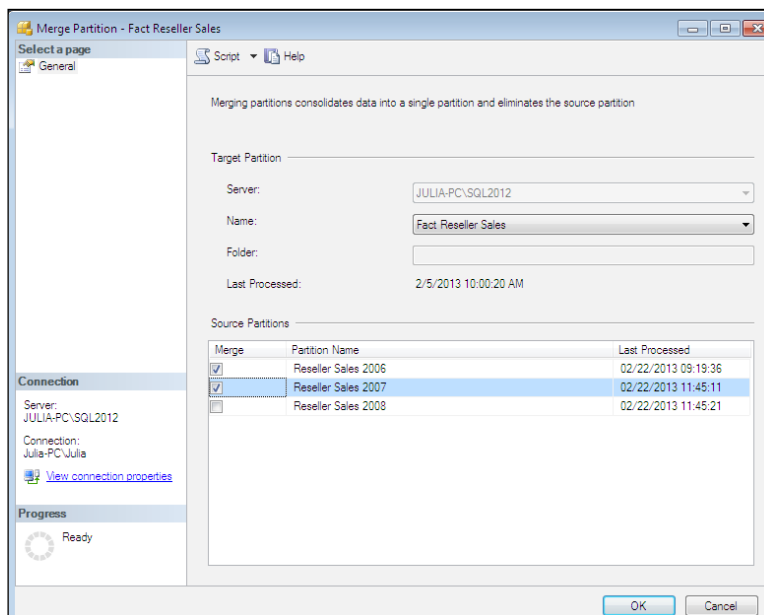 Merge Partition - Fact Reseller Sales
Select a page
General
Script Help
Merging partitions consolidates data into a single partition and eliminates the source partition
Target Partition
Server: JULIA-PC\SQL2012
Name: Fact Reseller Sales
Folder:
Last Processed: 2/5/2013 10:00:20 AM
Source Partitions
Merge Partition Name Last Processed
Reseller Sales 2006 02/22/2013 09:19:36
Reseller Sales 2007 02/22/2013 11:45:11
Reseller Sales 2008 02/22/2013 11:45:21
Connection
Server:
JULIA-PC\SQL2012
Connection:
Julia-PC\Julia
View connection properties
Progress
Ready
OK Cancel